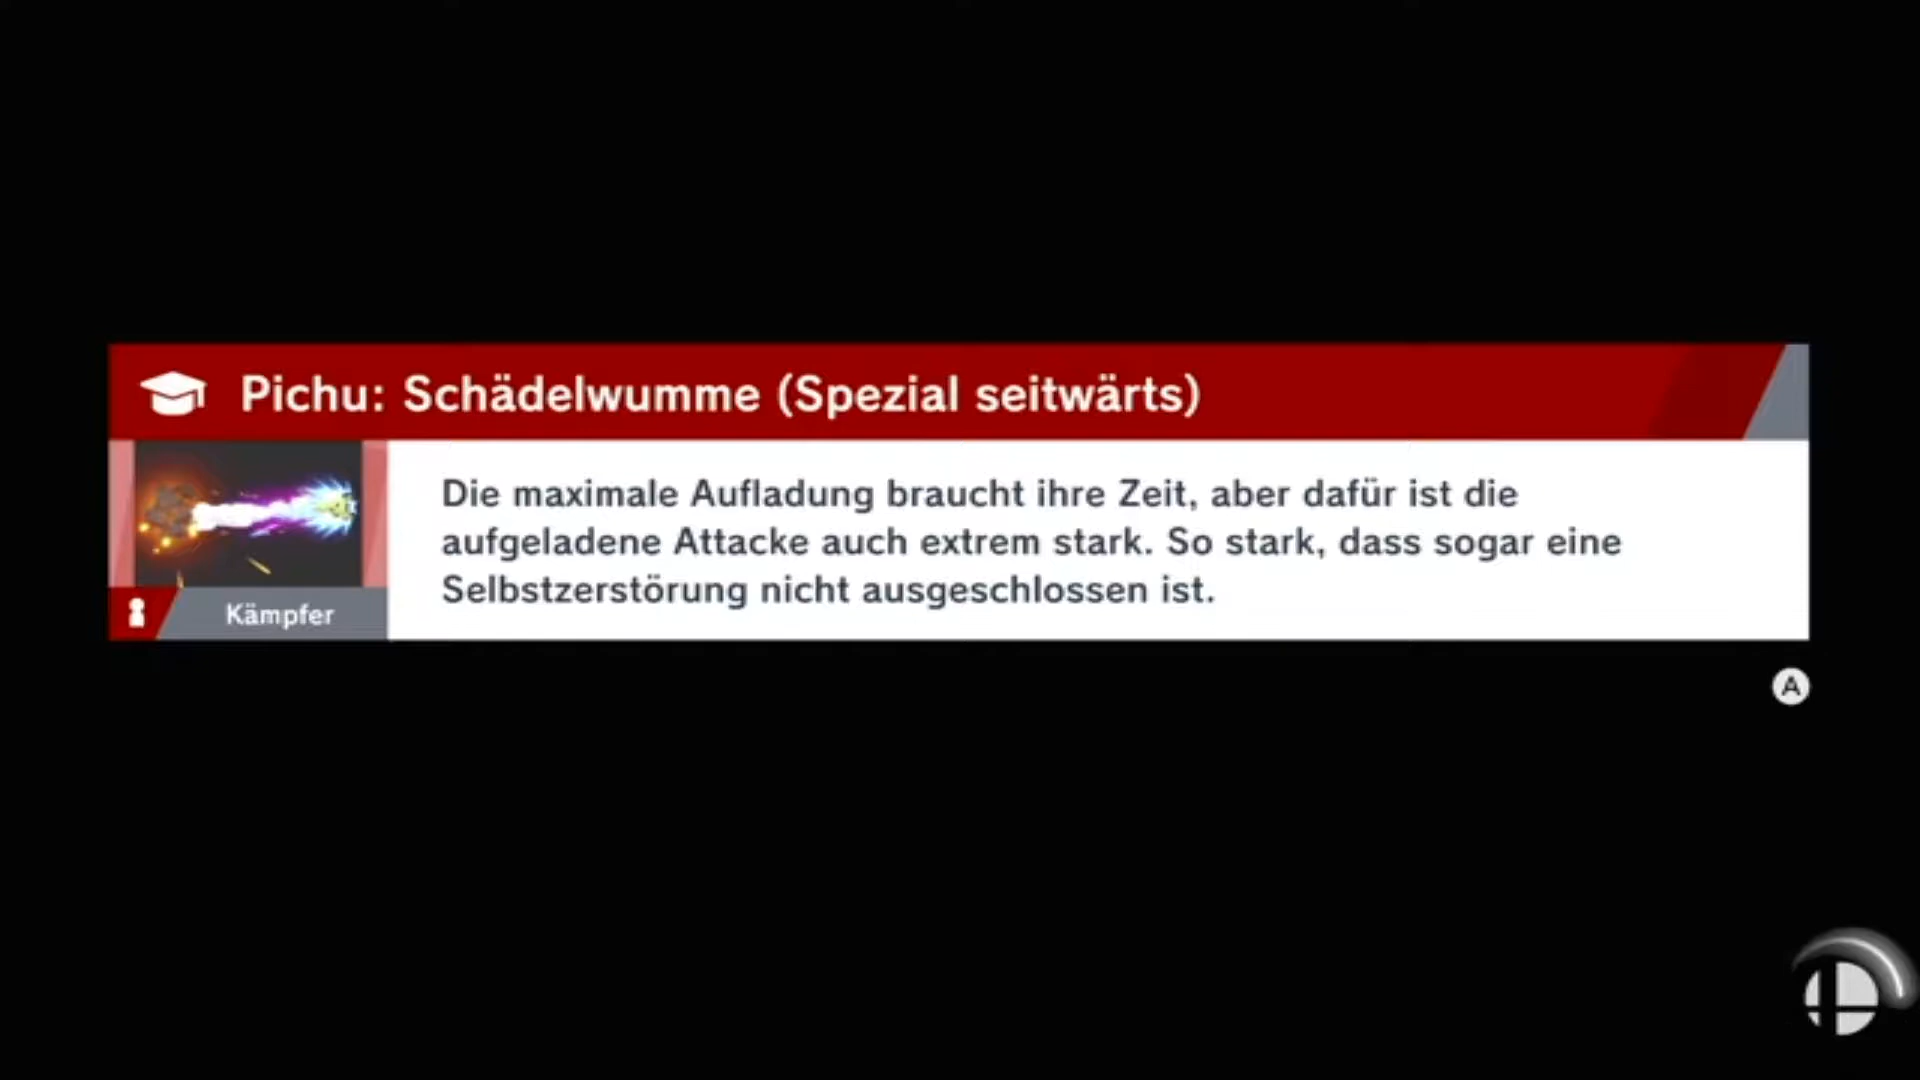 Pichu: Schädelwumme (Spezial seitwärts)
Die maximale Aufladung braucht ihre Zeit, aber dafür ist die
aufgeladene Attacke auch extrem stark. So stark, dass sogar eine
Selbstzerstörung nicht ausgeschlossen ist.
Kämpfer
A